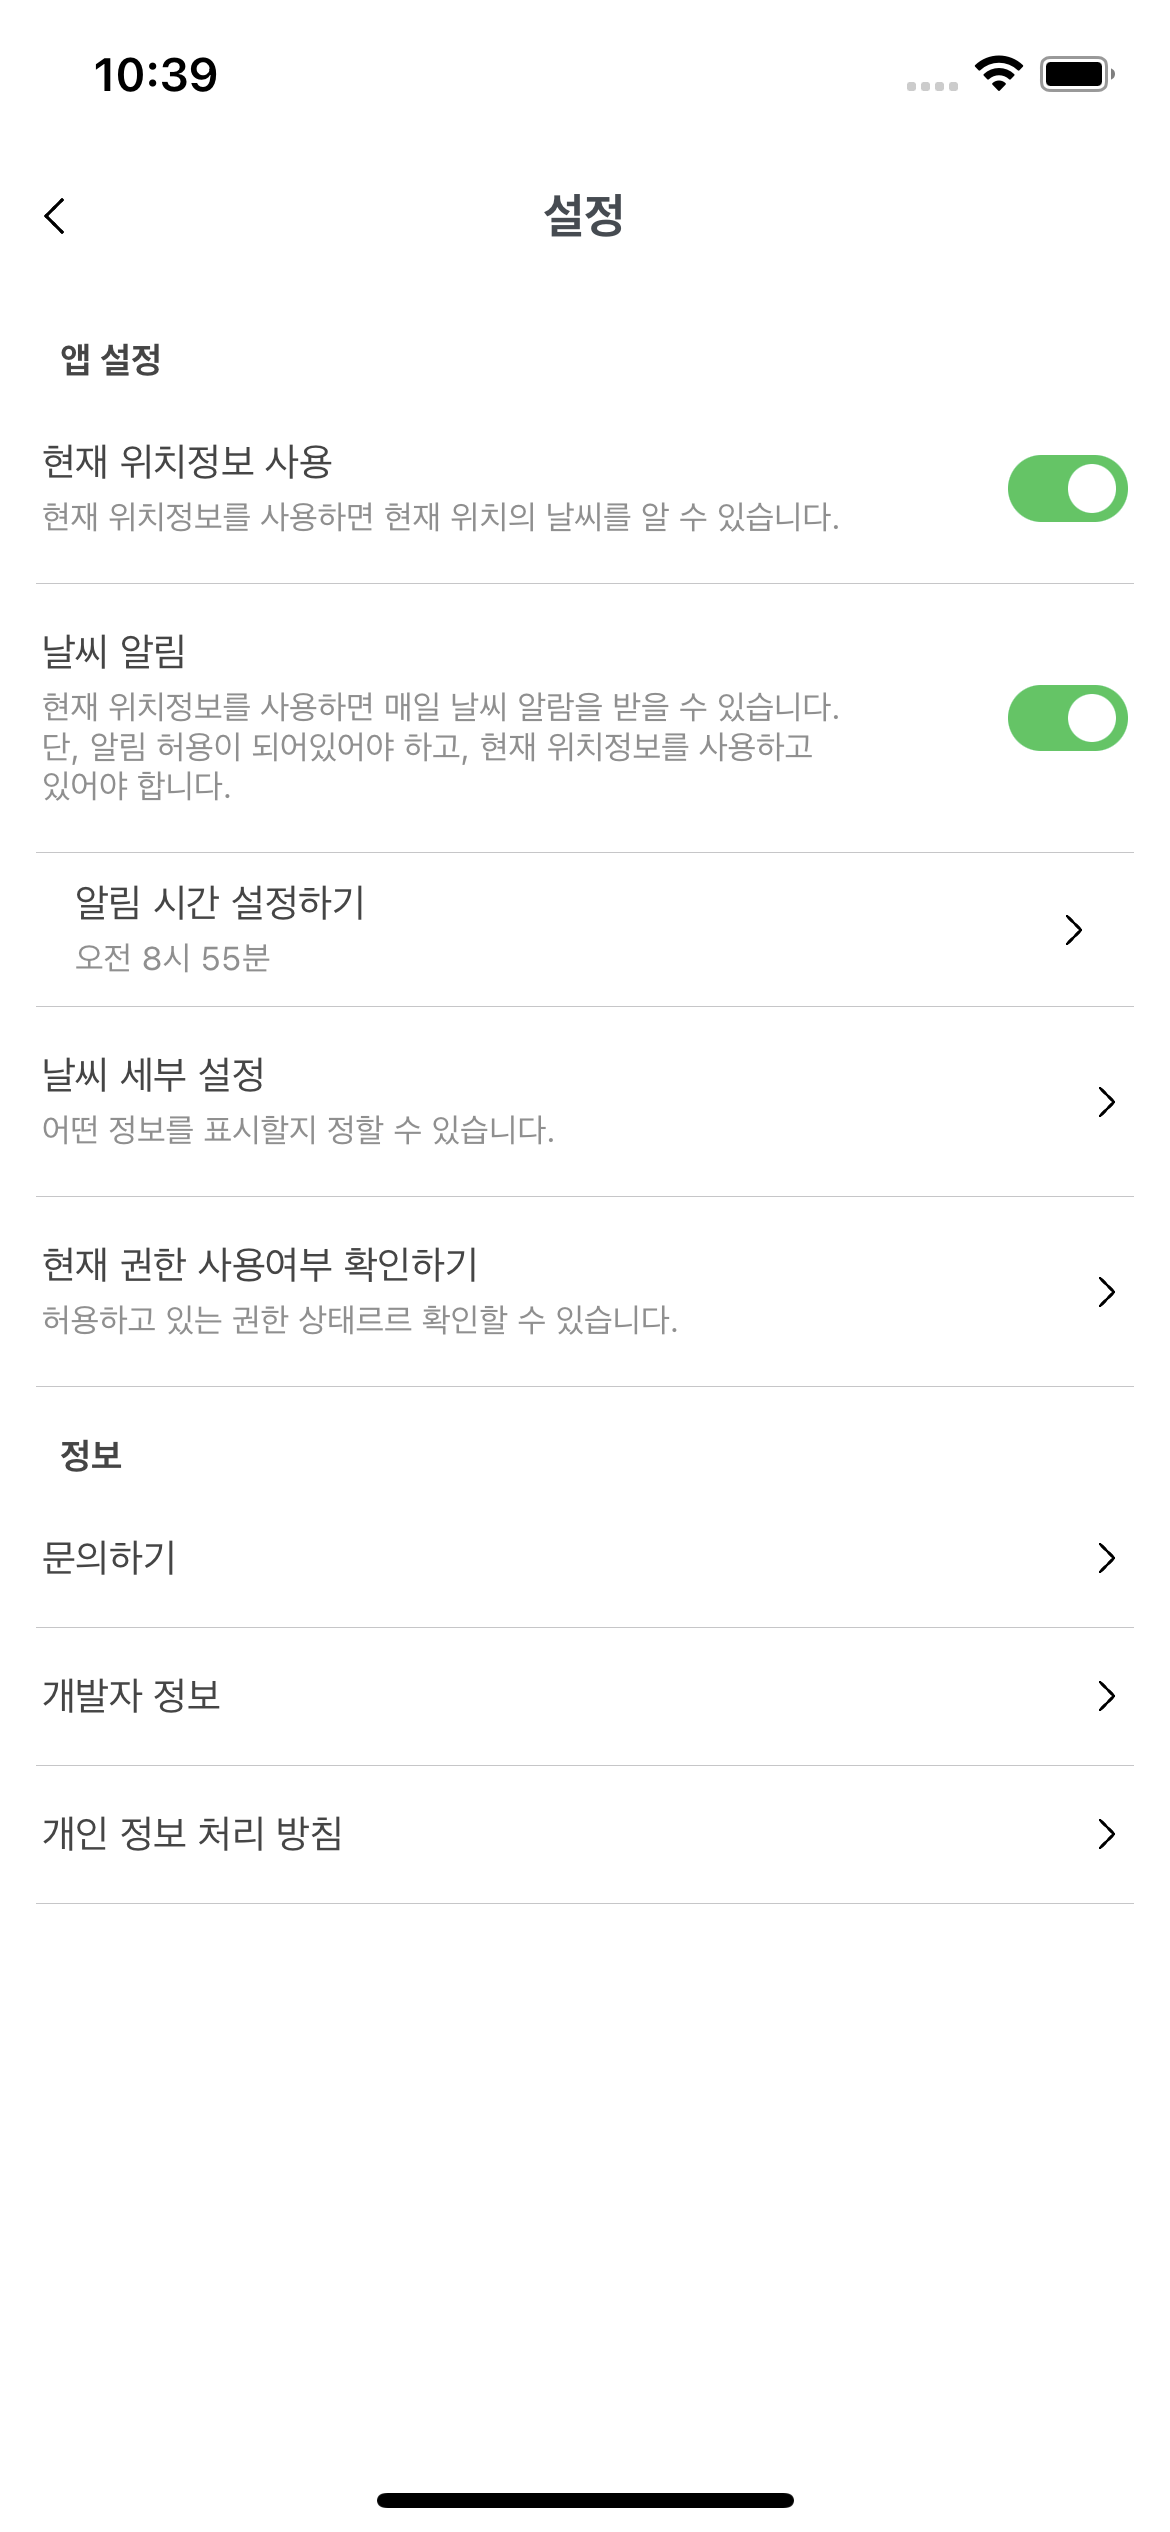 10:39
설정
앱 설정
현재 위치정보 사용
현재 위치정보를 사용하면 현재 위치의 날씨를 알 수 있습니다.
날씨 알림
현재 위치정보를 사용하면 매일 날씨 알람을 받을 수 있습니다.
단, 알림 허용이 되어있어야 하고, 현재 위치정보를 사용하고
있어야 합니다.
알림 시간 설정하기
오전 8시 55분
날씨 세부 설정
어떤 정보를 표시할지 정할 수 있습니다.
현재 권한 사용여부 확인하기
허용하고 있는 권한 상태르르 확인할 수 있습니다.
정보
문의하기
개발자 정보
개인 정보 처리 방침